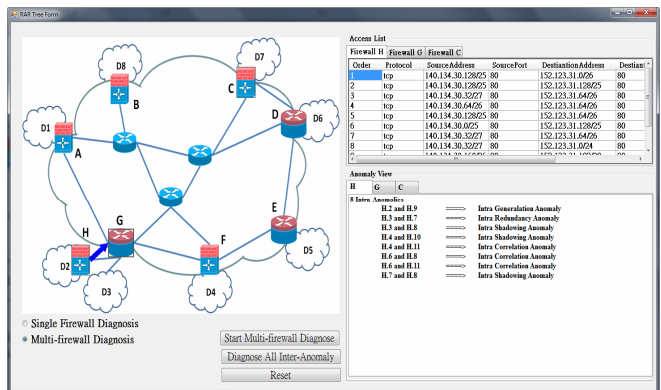 RAR Tree Form
D7
D8
C
B
D
D6
D1
A
H
G
E
D5
F
D2
D3
D4
Single Firewall Diagnosis
Multi-firewall Diagnosis
Start Multi-firewall Diagnose
Diagnose All Inter-Anomaly
Reset
Access List
Firewall H Firewall G Firewall C
Order Protocol SourceAddress SourcePort DestiantionAddress Destiant
1 tcp 140.134.30.128/25 80 152.123.31.0/26 80
2 tcp 140.134.30.128/25 80 152.123.31.128/25 80
3 tcp 140.134.30.32/27 80 152.123.31.64/26 80
4 tcp 140.134.30.64/26 80 152.123.31.64/26 80
5 tcp 140.134.30.128/25 80 152.123.31.64/26 80
6 tcp 140.134.30.0/25 80 152.123.31.128/25 80
7 tcp 140.134.30.32/27 80 152.123.31.64/26 80
8 tcp 140.134.30.32/27 80 152.123.31.0/24 80
Anomaly View
H G C
8 Intra Anomolies
H.2 and H.9 ===> Intra Generalation Anomaly
H.3 and H.7 ===> Intra Redundancy Anomaly
H.3 and H.8 ===> Intra Shadowing Anomaly
H.4 and H.10 ===> Intra Shadowing Anomaly
H.4 and H.11 ===> Intra Correlation Anomaly
H.6 and H.8 ===> Intra Correlation Anomaly
H.6 and H.11 ===> Intra Correlation Anomaly
H.7 and H.8 ===> Intra Shadowing Anomaly